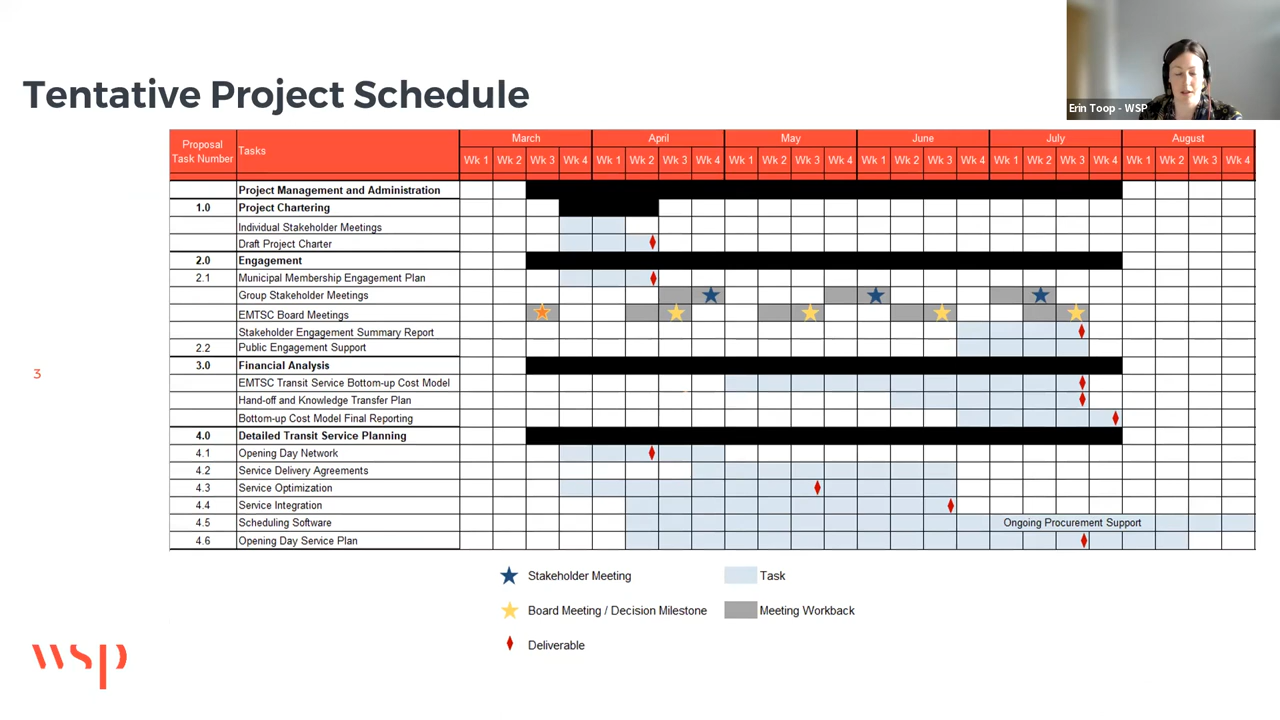 Tentative Project Schedule
Erin Toop - WSP
Proposal Task Number Tasks March April May June July August
Wk 1 Wk 2 Wk 3 Wk 4 Wk 1 Wk 2 Wk 3 Wk 4 Wk 1 Wk 2 Wk 3 Wk 4 Wk 1 Wk 2 Wk 3 Wk 4 Wk 1 Wk 2 Wk 3 Wk 4 Wk 1 Wk 2 Wk 3 Wk 4
Project Management and Administration
1.0 Project Chartering
Individual Stakeholder Meetings
Draft Project Charter
2.0 Engagement
2.1 Municipal Membership Engagement Plan
Group Stakeholder Meetings
EMTSC Board Meetings
Stakeholder Engagement Summary Report
2.2 Public Engagement Support
3.0 Financial Analysis
3
EMTSC Transit Service Bottom-up Cost Model
Hand-off and Knowledge Transfer Plan
Bottom-up Cost Model Final Reporting
4.0 Detailed Transit Service Planning
4.1 Opening Day Network
4.2 Service Delivery Agreements
4.3 Service Optimization
4.4 Service Integration
4.5 Scheduling Software Ongoing Procurement Support
4.6 Opening Day Service Plan
Stakeholder Meeting Task
Board Meeting / Decision Milestone Meeting Workback
Deliverable
wsp